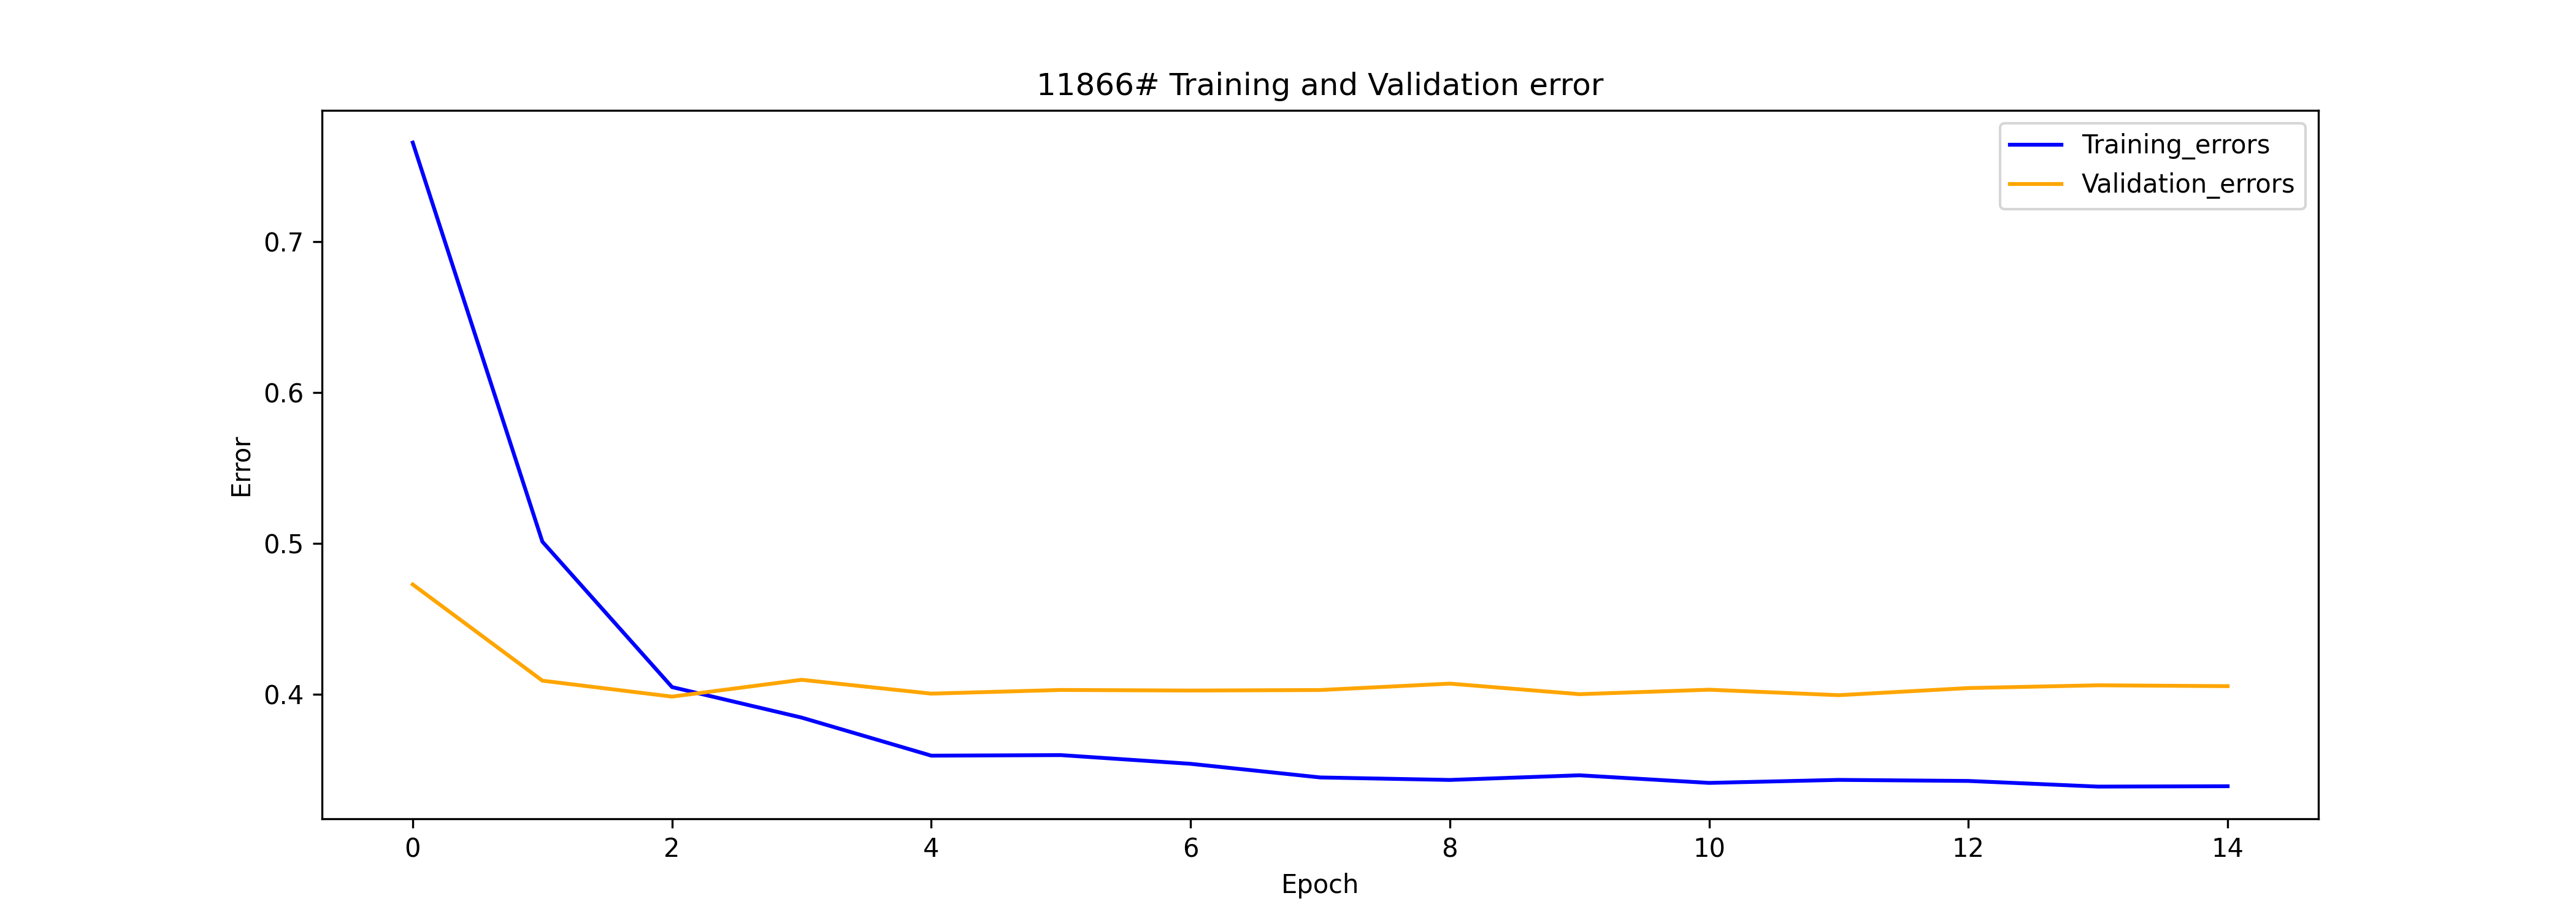 11866# Training and Validation error
Training_errors
Validation_errors
0.7
0.6
0.5
0.4
Error
0 2 4 6 8 10 12 14
Epoch